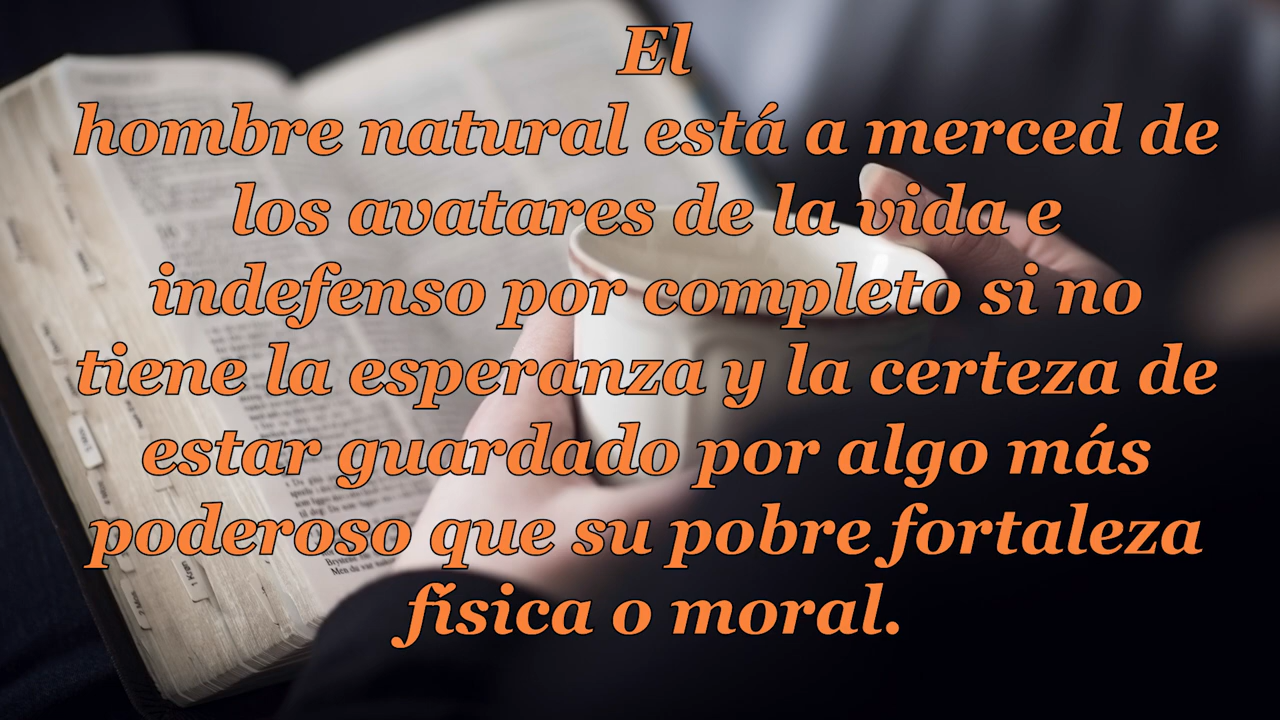 El
hombre natural está a merced de
los avatares de la vida e
indefenso por completo si no
tiene la esperanza y la certeza de
estar guardado por algo más
poderoso que su pobre fortaleza
física o moral.